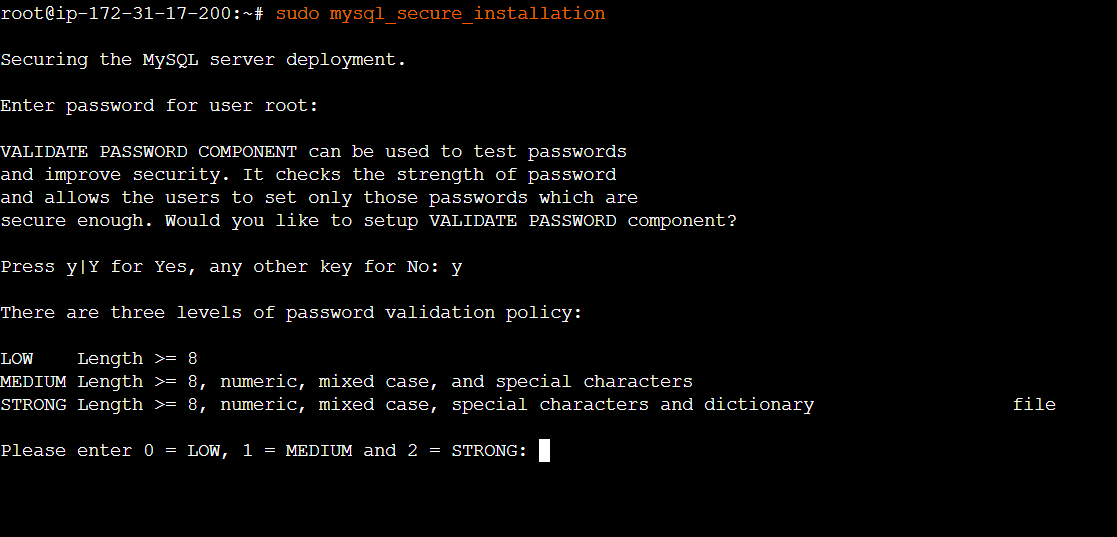 root@ip-172-31-17-200:~# sudo mysql_secure_installation
Securing the MySQL server deployment.
Enter password for user root:
VALIDATE PASSWORD COMPONENT can be used to test passwords
and improve security. It checks the strength of password
and allows the users to set only those passwords which are
secure enough. Would you like to setup VALIDATE PASSWORD component?
Press y|Y for Yes, any other key for No: y
There are three levels of password validation policy:
LOW    Length >= 8
MEDIUM Length >= 8, numeric, mixed case, and special characters
STRONG Length >= 8, numeric, mixed case, special characters and dictionary                  file
Please enter 0 = LOW, 1 = MEDIUM and 2 = STRONG: